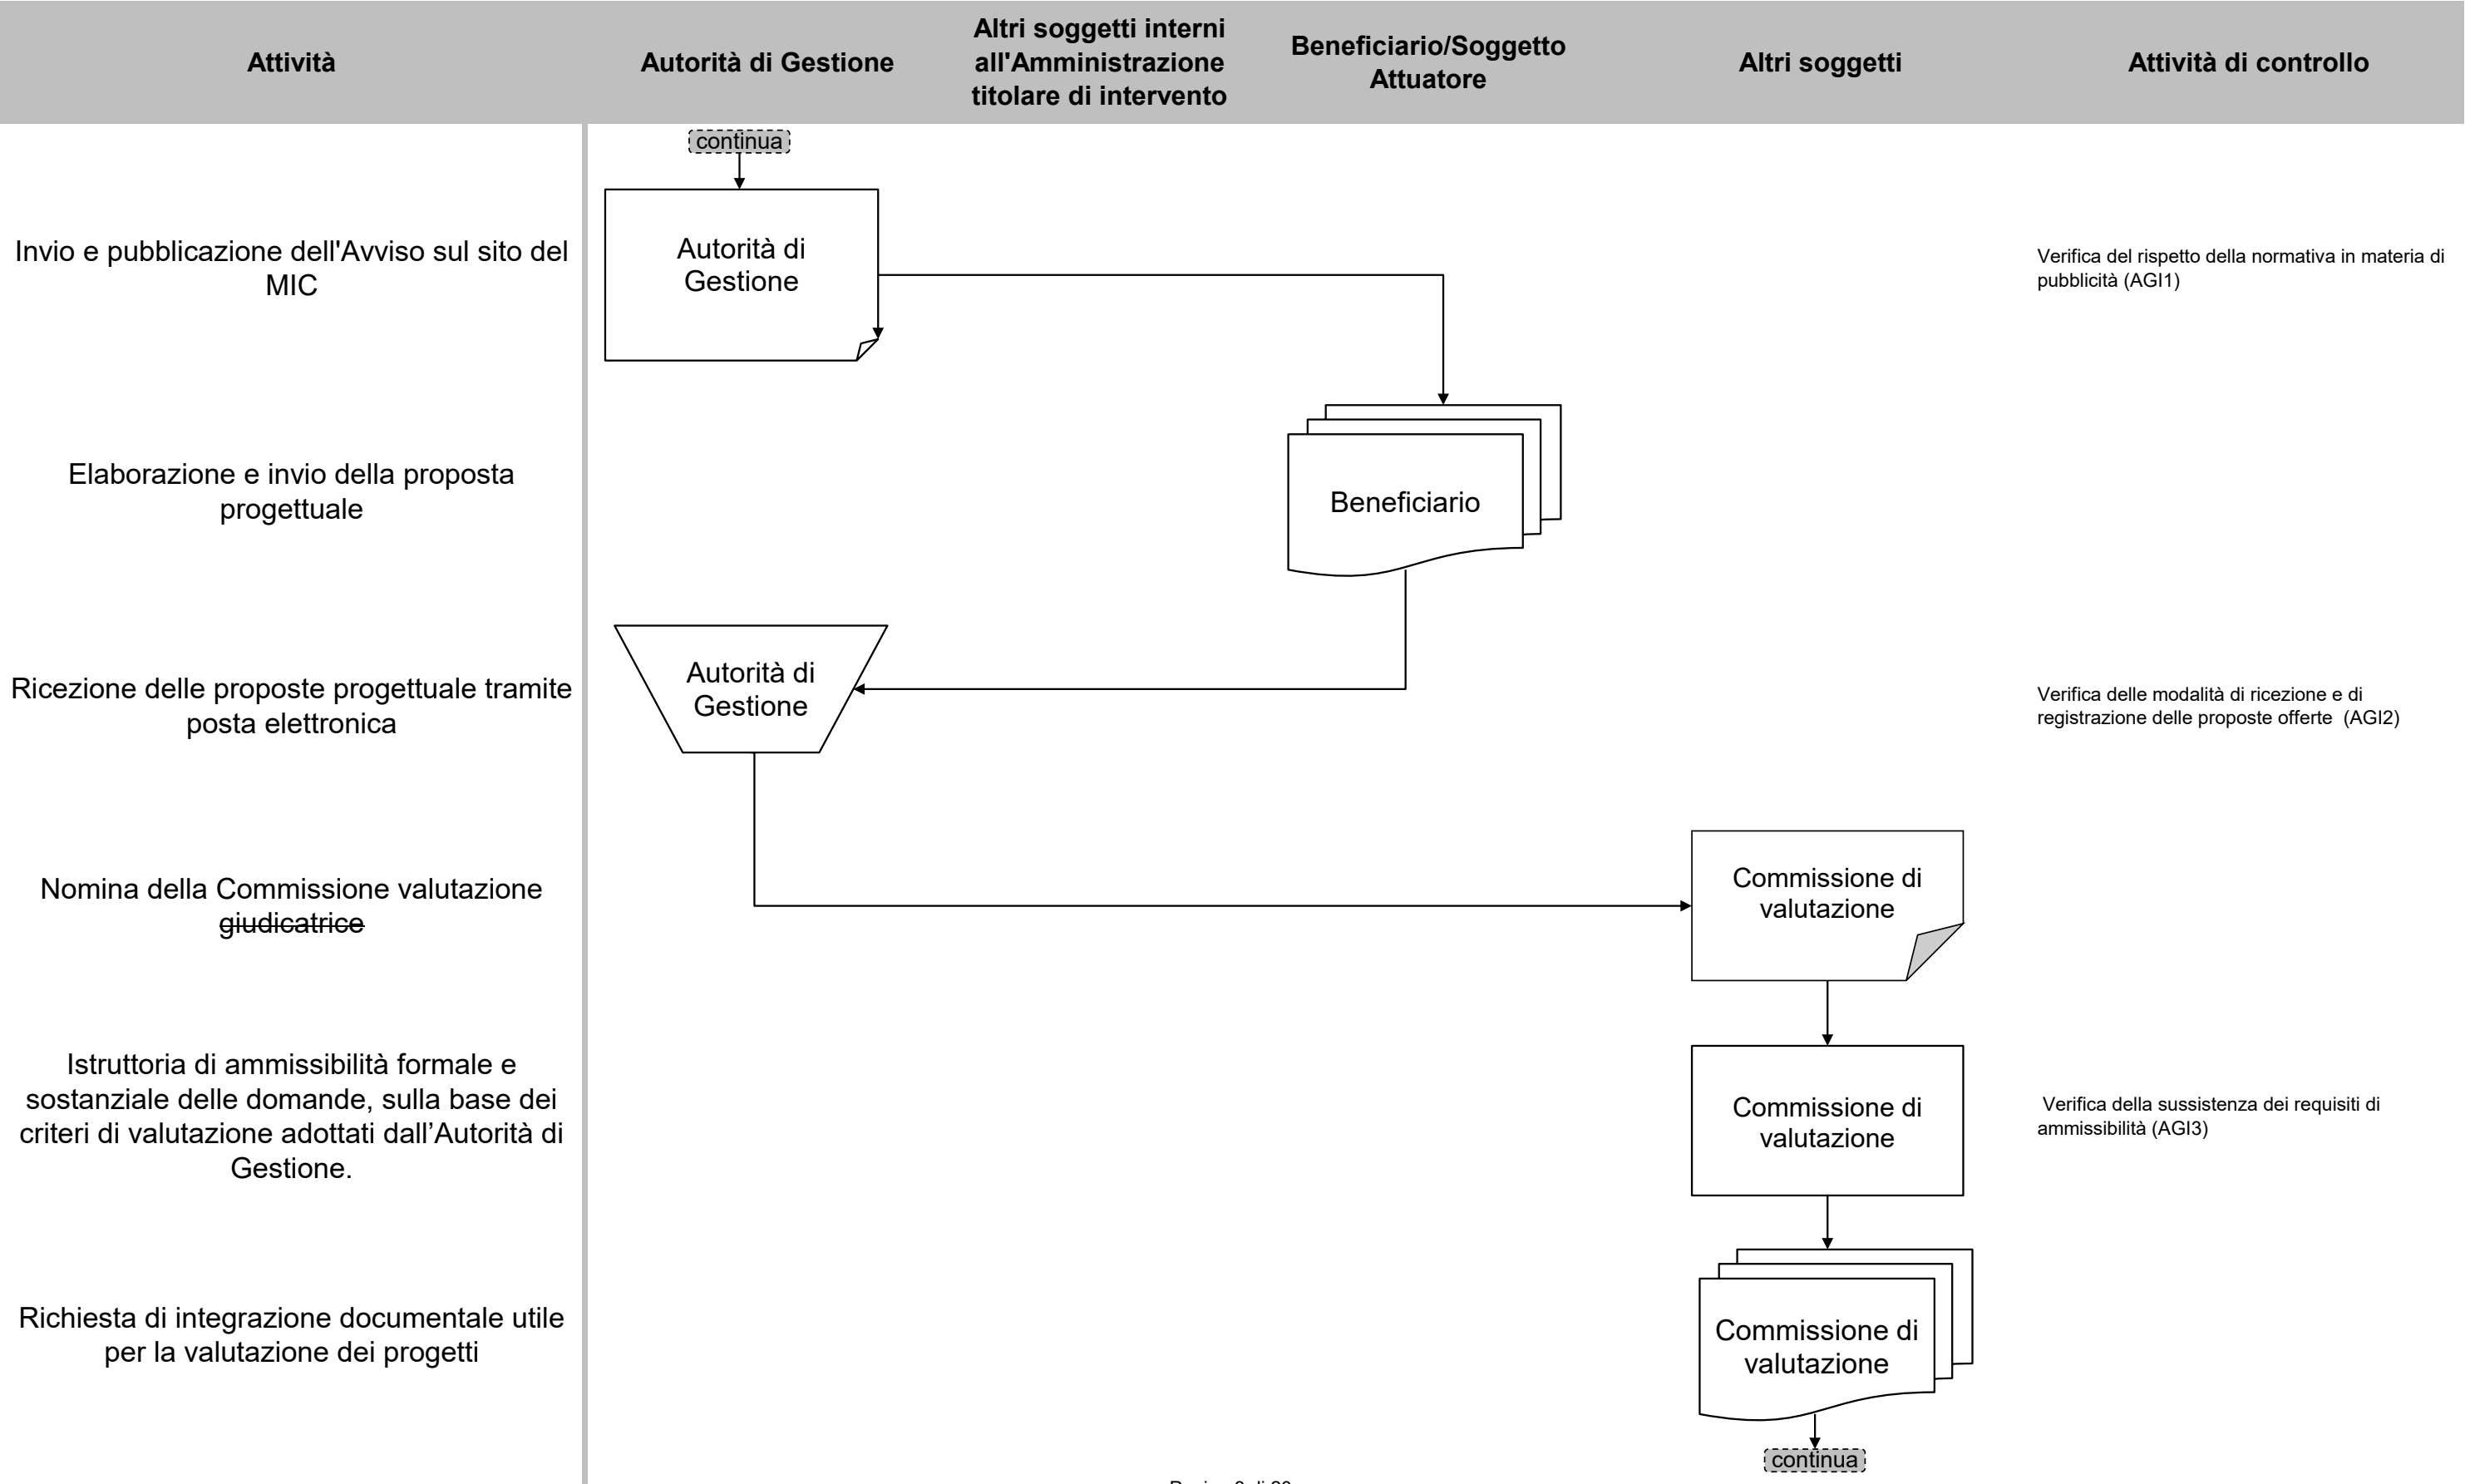 Attività
Autorità di Gestione
Altri soggetti interni
all'Amministrazione
titolare di intervento
Beneficiario/Soggetto
Attuatore
Altri soggetti
Attività di controllo
continua
Invio e pubblicazione dell'Avviso sul sito del
MIC
Autorità di
Gestione
Verifica del rispetto della normativa in materia di
pubblicità (AGI1)
Elaborazione e invio della proposta
progettuale
Beneficiario
Ricezione delle proposte progettuale tramite
posta elettronica
Autorità di
Gestione
Verifica delle modalità di ricezione e di
registrazione delle proposte offerte  (AGI2)
Nomina della Commissione valutazione
giudicatrice
Commissione di
valutazione
Istruttoria di ammissibilità formale e
sostanziale delle domande, sulla base dei
criteri di valutazione adottati dall’Autorità di
Gestione.
Commissione di
valutazione
Verifica della sussistenza dei requisiti di
ammissibilità (AGI3)
Richiesta di integrazione documentale utile
per la valutazione dei progetti
Commissione di
valutazione
continua